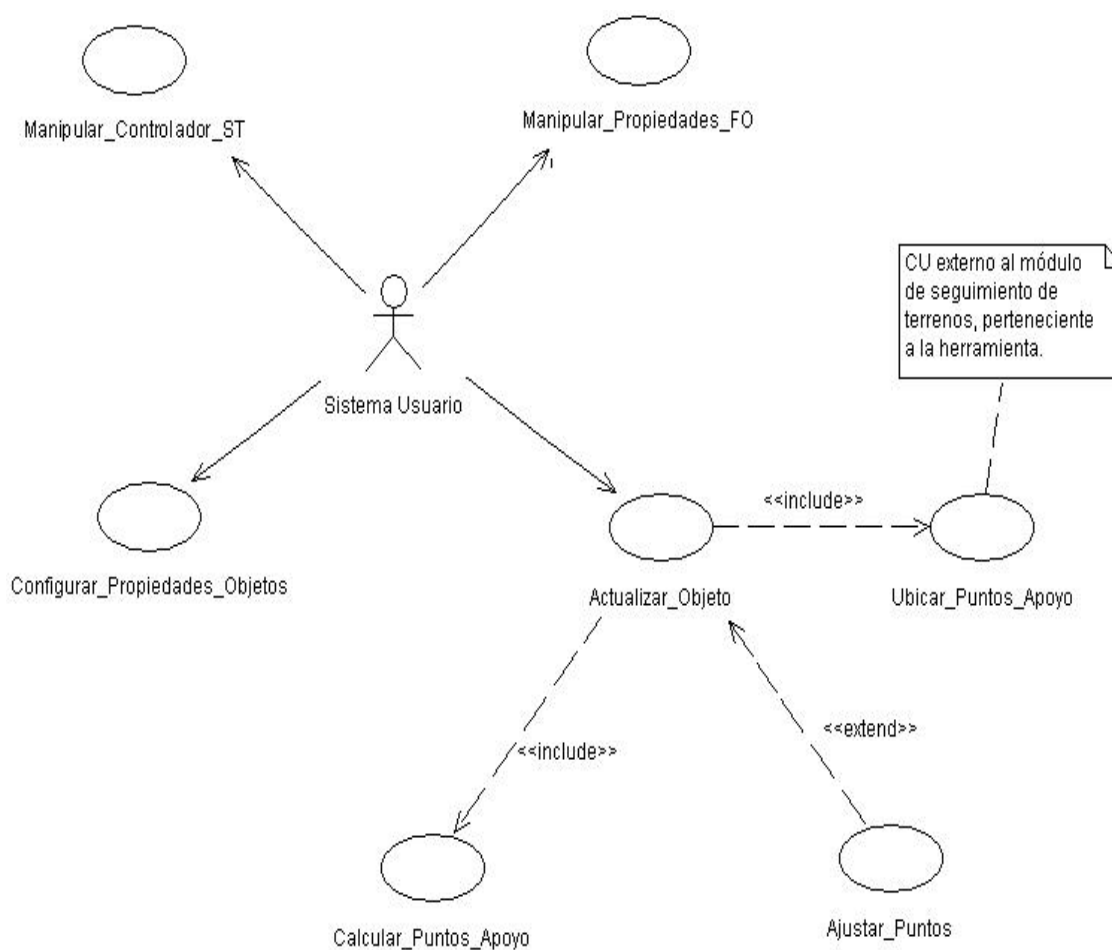 Manipular_Controlador_ST
Manipular_Propiedades_FO
CU externo al módulo
de seguimiento de
terrenos, perteneciente
a la herramienta.
Sistema Usuario
<<include>>
Configurar_Propiedades_Objetos
Actualizar_Objeto
Ubicar_Puntos_Apoyo
<<include>>
<<extend>>
Calcular_Puntos_Apoyo
Ajustar_Puntos